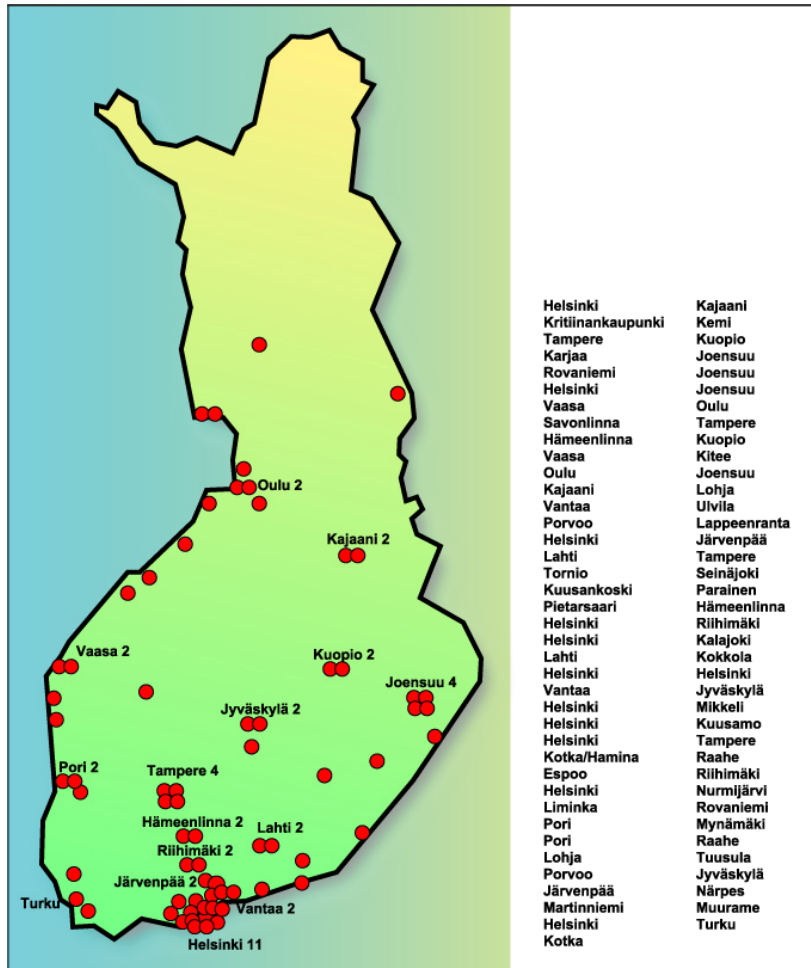 Oulu 2
Kajaani 2
Vaasa 2
Kuopio 2
Joensuu 4
Jyväskylä 2
Pori 2
Tampere 4
Hämeenlinna 2
Lahti 2
Riihimäki 2
Järvenpää 2
Turku
Vantaa 2
Helsinki 11
Helsinki Kajaani
Kritiinankaupunki Kemi
Tampere Kuopio
Karjaa Joensuu
Rovaniemi Joensuu
Helsinki Joensuu
Vaasa Oulu
Savonlinna Tampere
Hämeenlinna Kuopio
Vaasa Kitee
Oulu Joensuu
Kajaani Lohja
Vantaa Ulvila
Porvoo Lappeenranta
Helsinki Järvenpää
Lahti Tampere
Tornio Seinäjoki
Kuusankoski Parainen
Pietarsaari Hämeenlinna
Helsinki Riihimäki
Helsinki Kalajoki
Lahti Kokkola
Helsinki Helsinki
Vantaa Jyväskylä
Helsinki Mikkeli
Helsinki Kuusamo
Helsinki Tampere
Kotka/Hamina Raahe
Espoo Riihimäki
Helsinki Nurmijärvi
Liminka Rovaniemi
Pori Mynämäki
Pori Raahe
Lohja Tuusula
Porvoo Jyväskylä
Järvenpää Närpes
Martinniemi Muurame
Helsinki Turku
Kotka